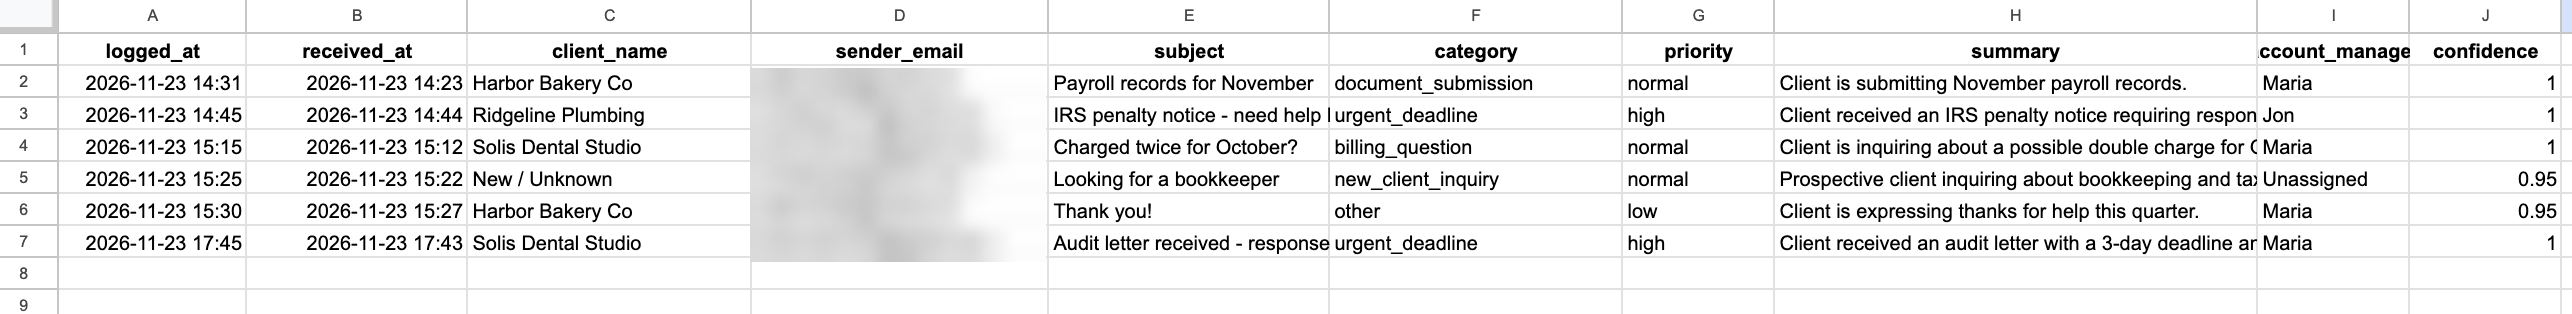 A B C D E F G H I J
1 logged_at received_at client_name sender_email subject category priority summary ccount_manage confidence
2 2026-11-23 14:31 2026-11-23 14:23 Harbor Bakery Co Payroll records for November document_submission normal Client is submitting November payroll records. Maria 1
3 2026-11-23 14:45 2026-11-23 14:44 Ridgeline Plumbing IRS penalty notice - need help urgent_deadline high Client received an IRS penalty notice requiring respon Jon 1
4 2026-11-23 15:15 2026-11-23 15:12 Solis Dental Studio Charged twice for October? billing_question normal Client is inquiring about a possible double charge for Maria 1
5 2026-11-23 15:25 2026-11-23 15:22 New / Unknown Looking for a bookkeeper new_client_inquiry normal Prospective client inquiring about bookkeeping and tax Unassigned 0.95
6 2026-11-23 15:30 2026-11-23 15:27 Harbor Bakery Co Thank you! other low Client is expressing thanks for help this quarter. Maria 0.95
7 2026-11-23 17:45 2026-11-23 17:43 Solis Dental Studio Audit letter received - response urgent_deadline high Client received an audit letter with a 3-day deadline ar Maria 1
8
9